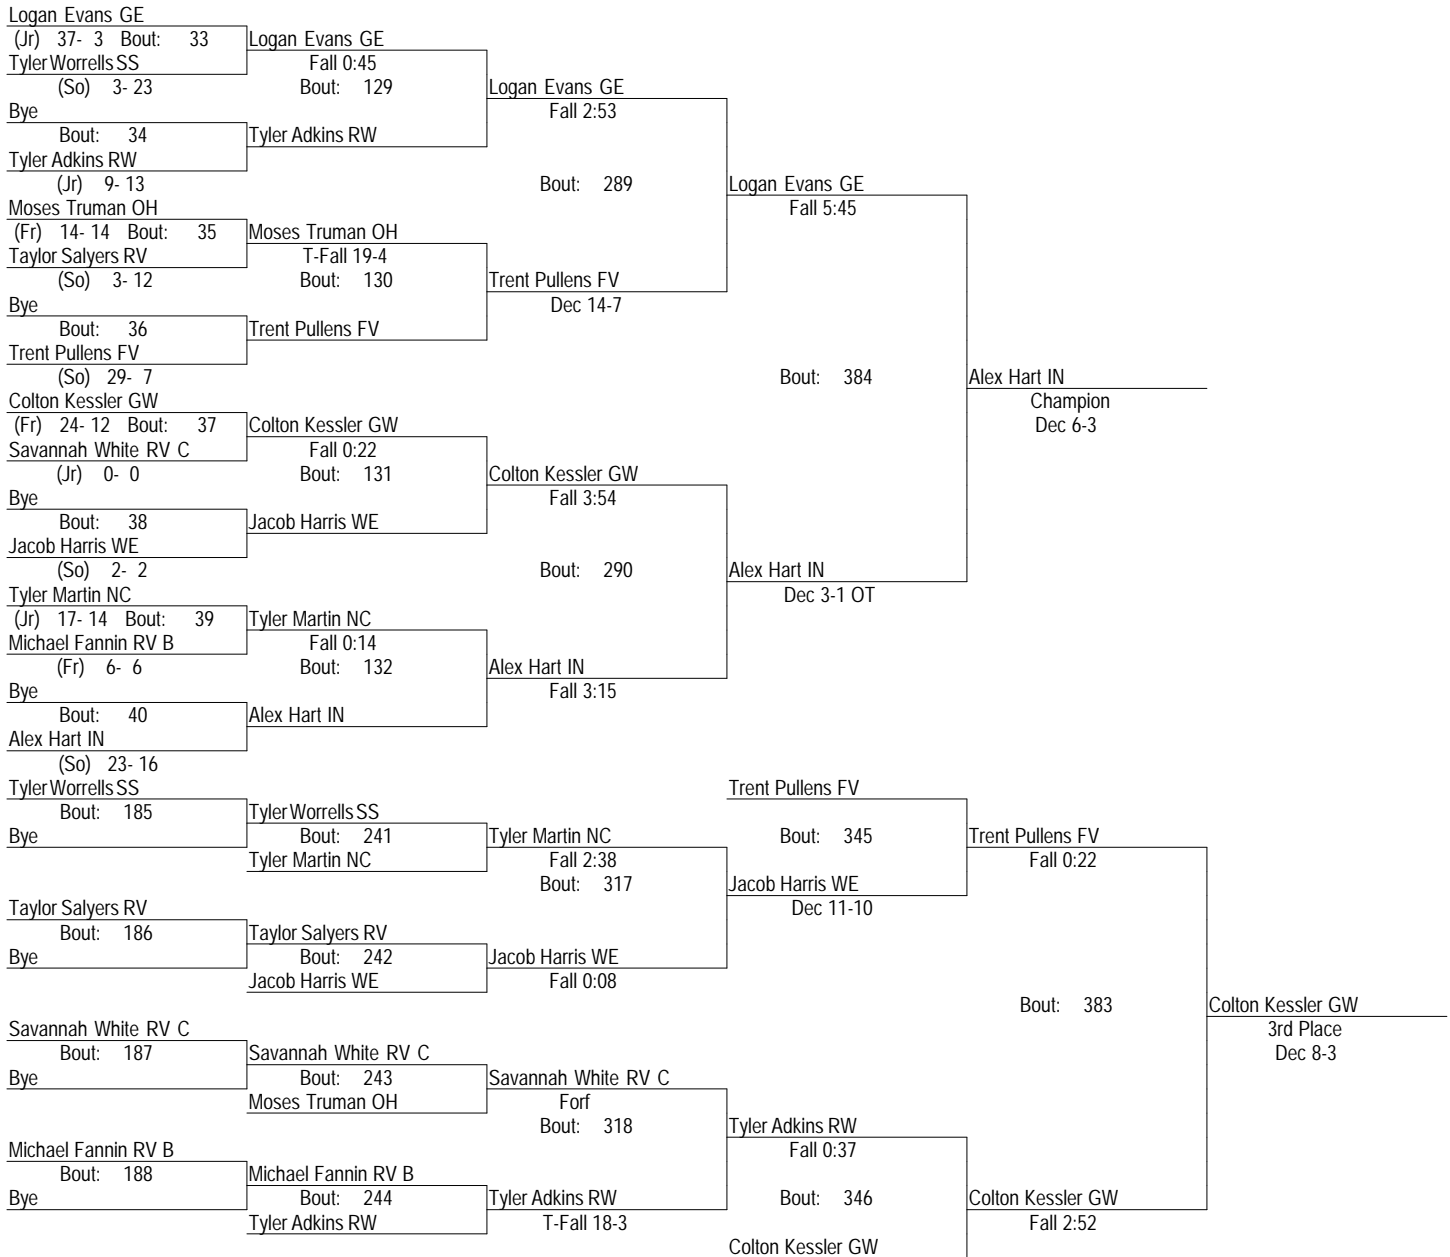 Logan Evans GE
(Jr) 37- 3 Bout: 33 Logan Evans GE
Tyler Worrells SS Fall 0:45
(So) 3- 23 Bout: 129 Logan Evans GE
Bye Fall 2:53
Bout: 34 Tyler Adkins RW
Tyler Adkins RW
(Jr) 9- 13 Bout: 289 Logan Evans GE
Moses Truman OH Fall 5:45
(Fr) 14- 14 Bout: 35 Moses Truman OH
Taylor Salyers RV T-Fall 19-4
(So) 3- 12 Bout: 130 Trent Pullens FV
Bye Dec 14-7
Bout: 36 Trent Pullens FV
Trent Pullens FV
(So) 29- 7 Bout: 384 Alex Hart IN
Colton Kessler GW Champion
(Fr) 24- 12 Bout: 37 Colton Kessler GW Dec 6-3
Savannah White RV C Fall 0:22
(Jr) 0- 0 Bout: 131 Colton Kessler GW
Bye Fall 3:54
Bout: 38 Jacob Harris WE
Jacob Harris WE
(So) 2- 2 Bout: 290 Alex Hart IN
Tyler Martin NC Dec 3-1 OT
(Jr) 17- 14 Bout: 39 Tyler Martin NC
Michael Fannin RV B Fall 0:14
(Fr) 6- 6 Bout: 132 Alex Hart IN
Bye Fall 3:15
Bout: 40 Alex Hart IN
Alex Hart IN
(So) 23- 16
Tyler Worrells SS Trent Pullens FV
Bout: 185 Tyler Worrells SS
Bye Bout: 241 Tyler Martin NC Bout: 345 Trent Pullens FV
Tyler Martin NC Fall 2:38 Fall 0:22
Bout: 317 Jacob Harris WE
Taylor Salyers RV Dec 11-10
Bout: 186 Taylor Salyers RV
Bye Bout: 242 Jacob Harris WE
Jacob Harris WE Fall 0:08
Bout: 383 Colton Kessler GW
Savannah White RV C 3rd Place
Bout: 187 Savannah White RV C Dec 8-3
Bye Bout: 243 Savannah White RV C
Moses Truman OH Forf
Bout: 318 Tyler Adkins RW
Michael Fannin RV B Fall 0:37
Bout: 188 Michael Fannin RV B
Bye Bout: 244 Tyler Adkins RW Bout: 346 Colton Kessler GW
Tyler Adkins RW T-Fall 18-3 Fall 2:52
Colton Kessler GW